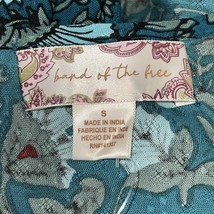 band of the free
S
MADE IN INDIA
FABRIQUE EN INDE
HECHO EN INDIA